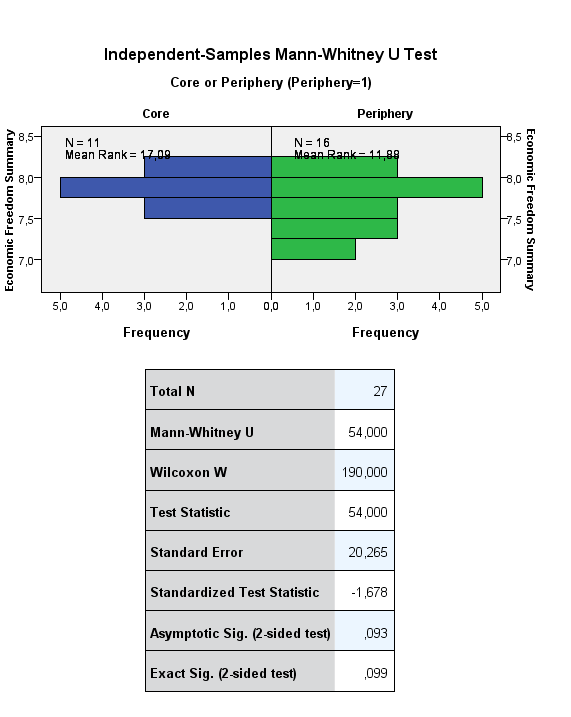 Independent-Samples Mann-Whitney U Test
Core or Periphery (Periphery=1)
Core Periphery
N = 11 N = 16
Mean Rank = 17,09 Mean Rank = 11,88
Economic Freedom Summary
8,5 8,5
8,0 8,0
7,5 7,5
7,0 7,0
Economic Freedom Summary
5,0 4,0 3,0 2,0 1,0 0,0 1,0 2,0 3,0 4,0 5,0
Frequency Frequency
Total N 27
Mann-Whitney U 54,000
Wilcoxon W 190,000
Test Statistic 54,000
Standard Error 20,265
Standardized Test Statistic -1,678
Asymptotic Sig. (2-sided test) ,093
Exact Sig. (2-sided test) ,099